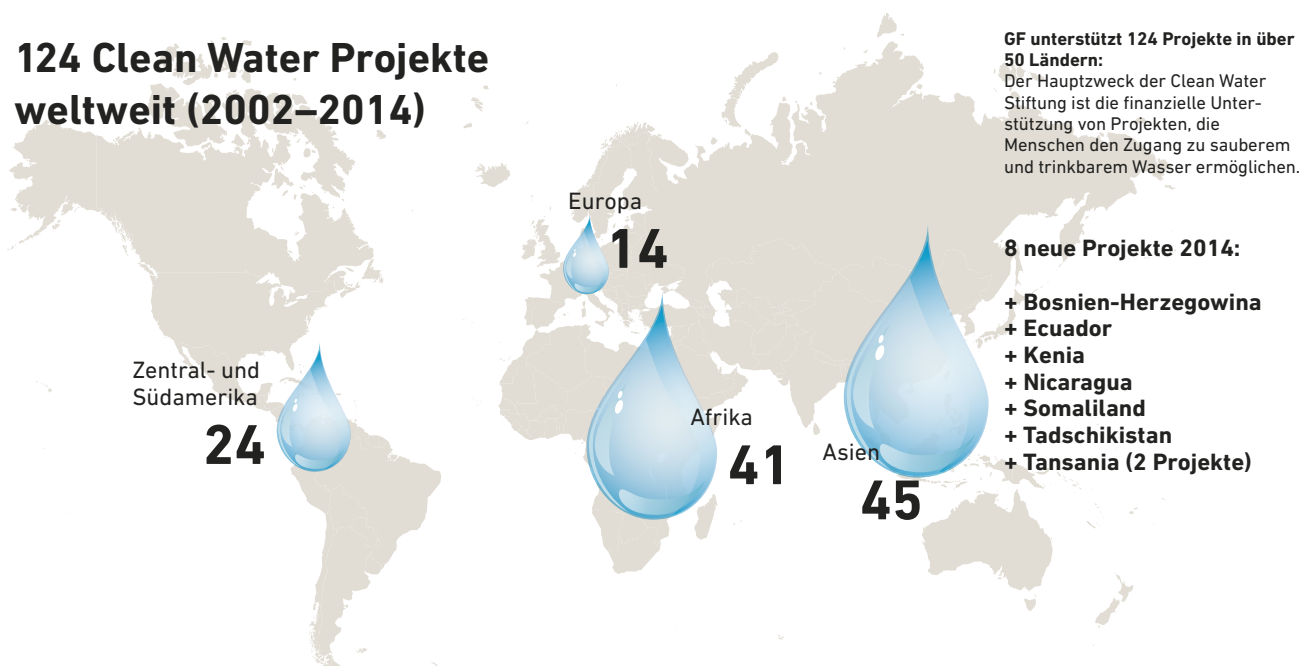 124 Clean Water Projekte
weltweit (2002–2014)
GF unterstützt 124 Projekte in über
50 Ländern:
Der Hauptzweck der Clean Water
Stiftung ist die finanzielle Unter-
stützung von Projekten, die
Menschen den Zugang zu sauberem
und trinkbarem Wasser ermöglichen.
Europa
14
8 neue Projekte 2014:
+ Bosnien-Herzegowina
+ Ecuador
+ Kenia
+ Nicaragua
+ Somaliland
+ Tadschikistan
+ Tansania (2 Projekte)
Zentral- und
Südamerika
24
Afrika
41
Asien
45